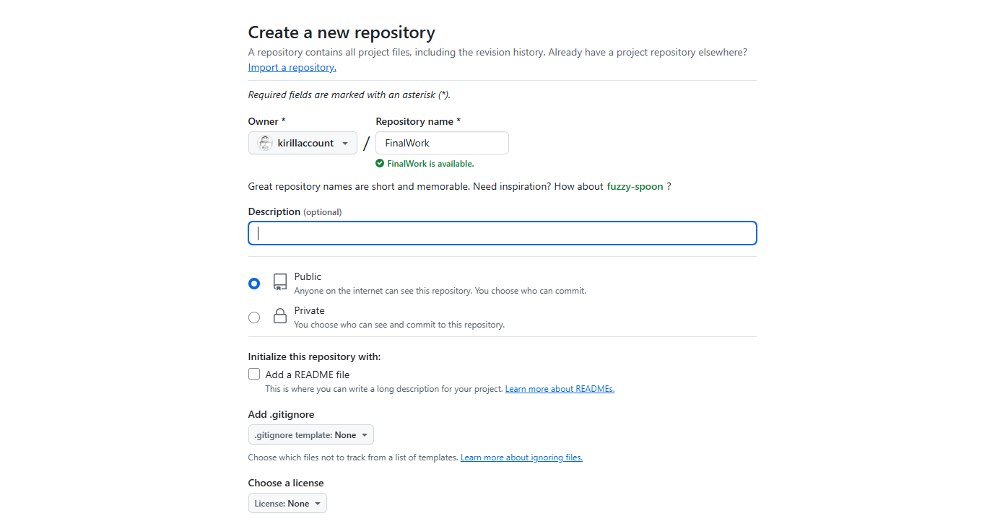 Create a new repository
A repository contains all project files, including the revision history. Already have a project repository elsewhere?
Import a repository.
Required fields are marked with an asterisk (*).
Owner * Repository name *
kirillaccount / FinalWork
FinalWork is available.
Great repository names are short and memorable. Need inspiration? How about fuzzy-spoon ?
Description (optional)
Public
Anyone on the internet can see this repository. You choose who can commit.
Private
You choose who can see and commit to this repository.
Initialize this repository with:
Add a README file
This is where you can write a long description for your project. Learn more about READMEs.
Add .gitignore
.gitignore template: None
Choose which files not to track from a list of templates. Learn more about ignoring files.
Choose a license
License: None